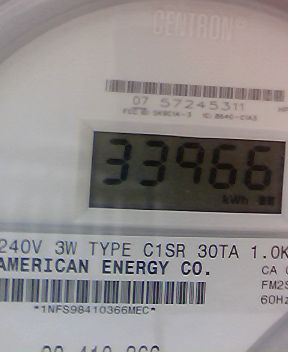 CENTRON
07 57245311
33966
kWh
240V 3W TYPE C1SR 30TA 1.0K
AMERICAN ENERGY CO.
CA
FM2S
60Hz
*1NFS98410366MEC*